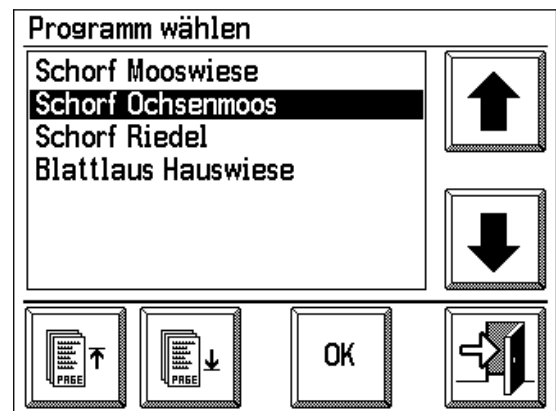 Programm wählen
Schorf Mooswiese
Schorf Ochsenmoos
Schorf Riedel
Blattlaus Hauswiese
PAGE
PAGE
OK